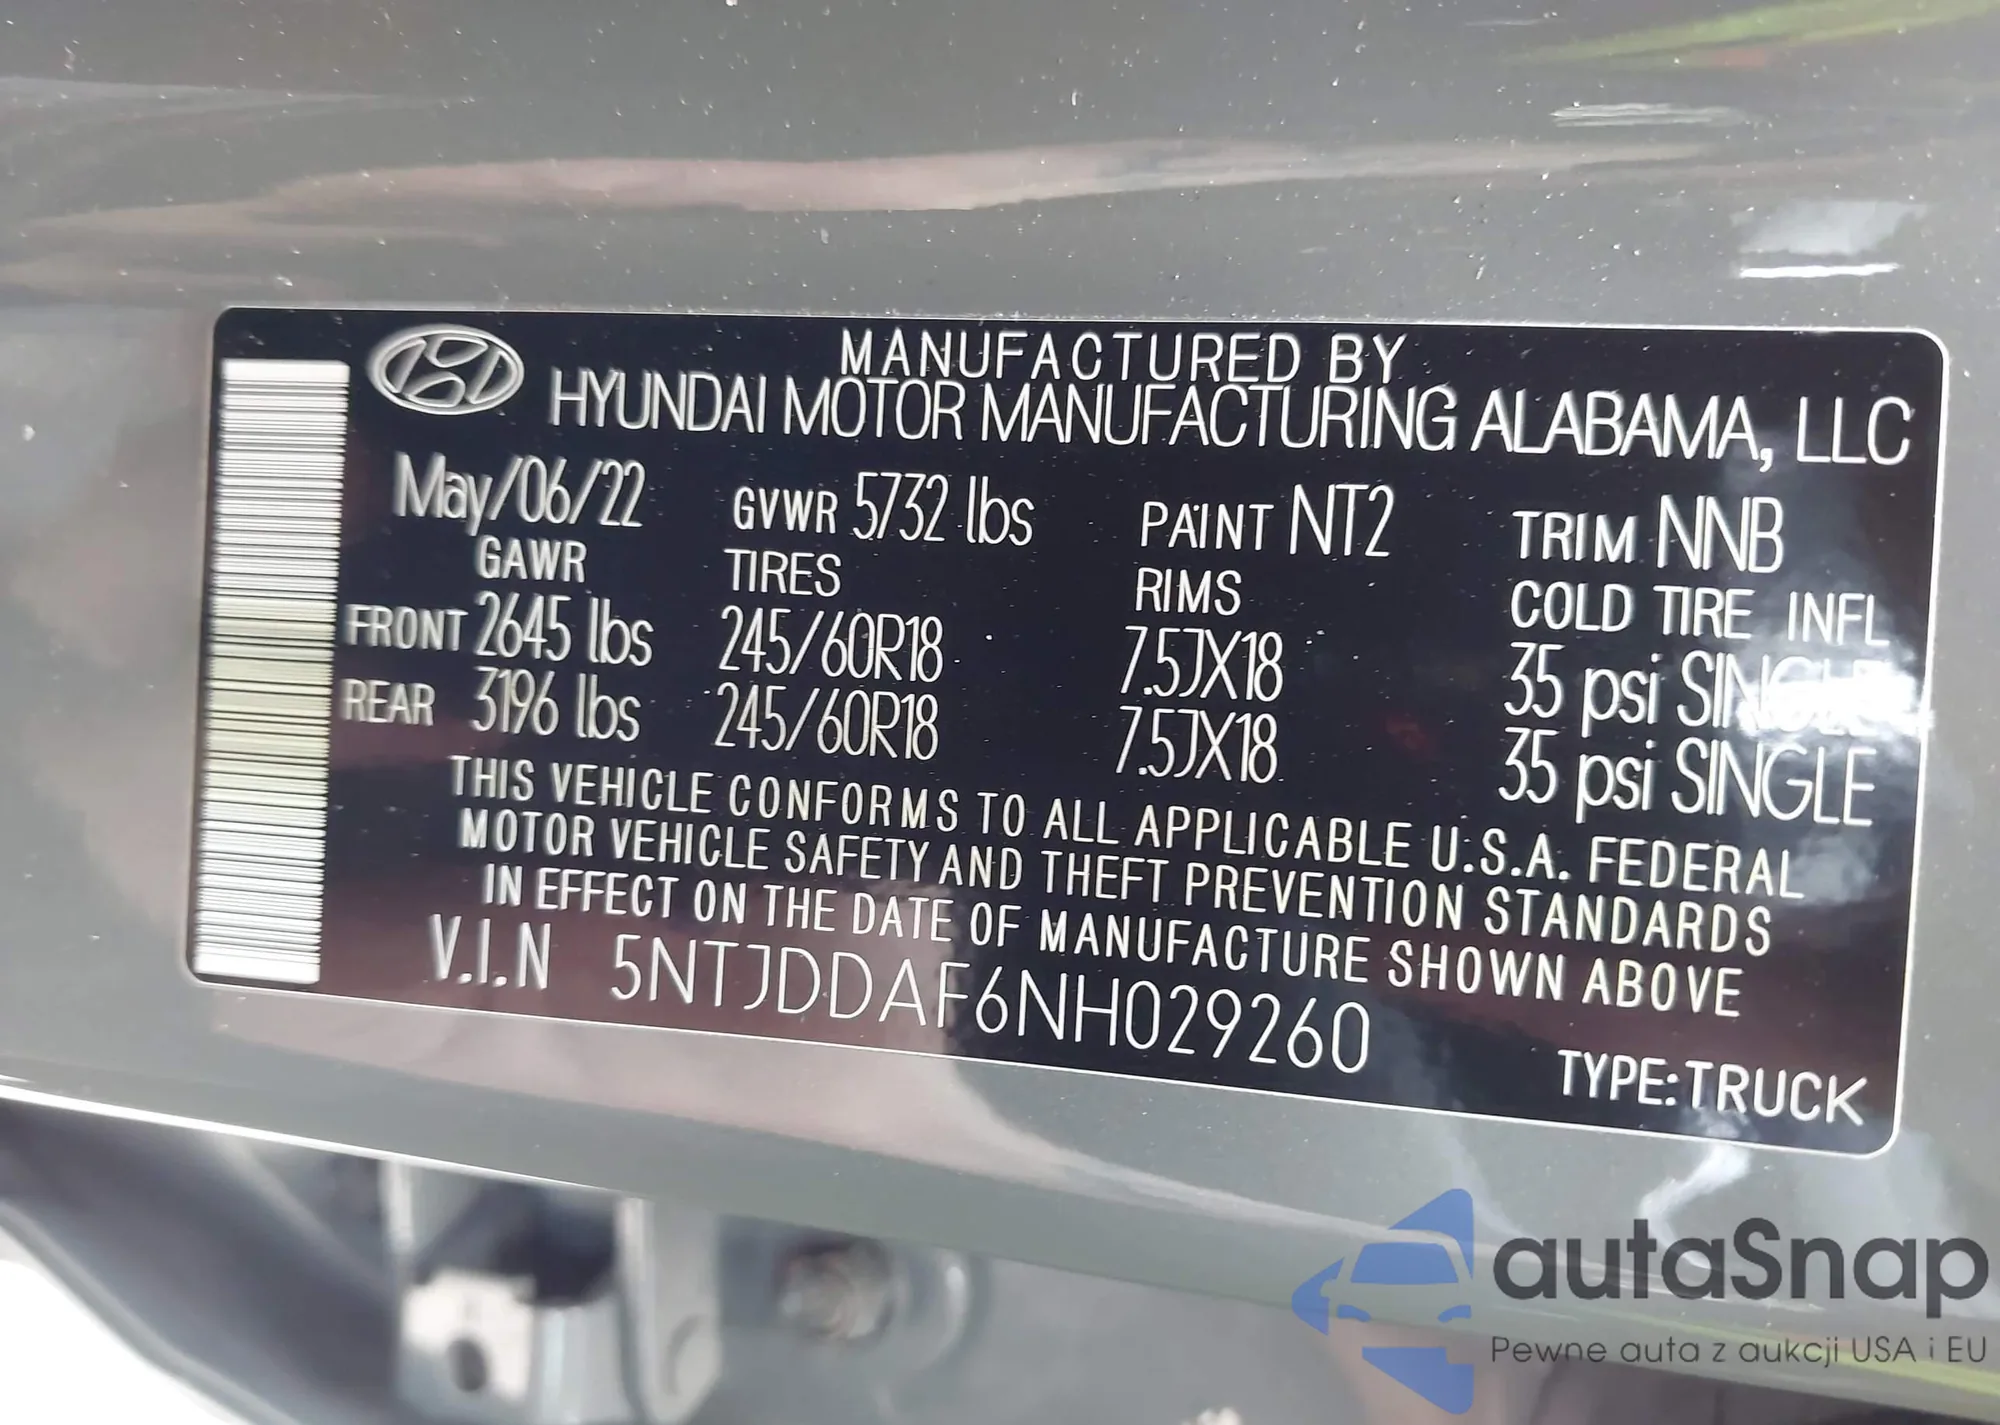 MANUFACTURED BY
HYUNDAI MOTOR MANUFACTURING ALABAMA, LLC
May/06/22 GVWR 5732 lbs PAINT NT2 TRIM NNB
GAWR TIRES RIMS COLD TIRE INFL
FRONT 2645 lbs 245/60R18 7.5JX18 35 psi SINGLE
REAR 3196 lbs 245/60R18 7.5JX18 35 psi SINGLE
THIS VEHICLE CONFORMS TO ALL APPLICABLE U.S.A. FEDERAL
MOTOR VEHICLE SAFETY AND THEFT PREVENTION STANDARDS
IN EFFECT ON THE DATE OF MANUFACTURE SHOWN ABOVE
V.I.N 5NTJDDAF6NH029260
TYPE:TRUCK
autaSnap
Pewne auta z aukcji USA i EU